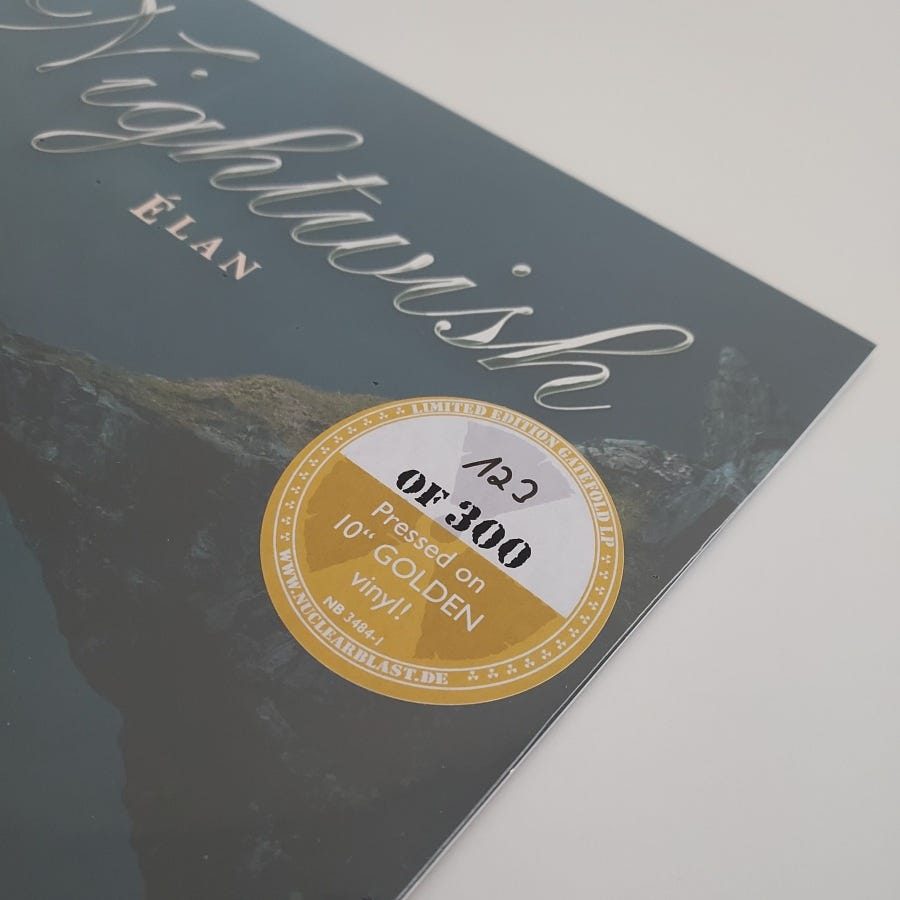 Nightwish
ÉLAN
LIMITED EDITION GATEFOLD LP
123
OF 300
Pressed on
10“ GOLDEN
vinyl!
NB 3484-1
WWW.NUCLEARBLAST.DE